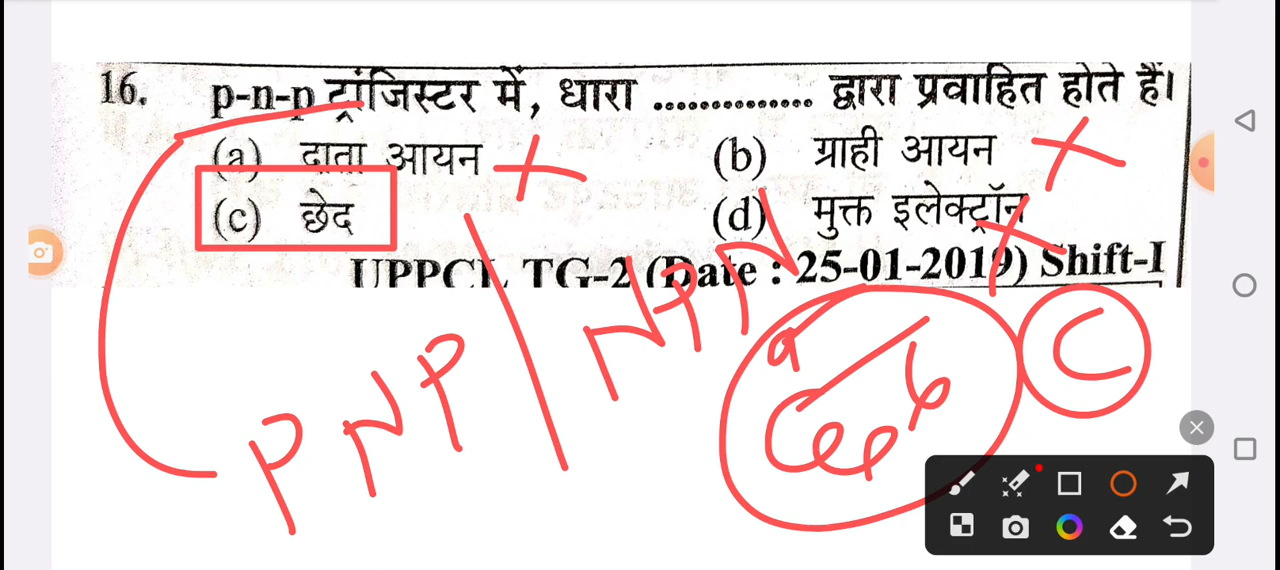 16. p-n-p ट्रांजिस्टर में, धारा ............... द्वारा प्रवाहित होते हैं।
(a) दाता आयन (b) ग्राही आयन
(c) छेद (d) मुक्त इलेक्ट्रॉन
UPPCL TG-2 (Date : 25-01-2019) Shift-I
PNP / NPN
C